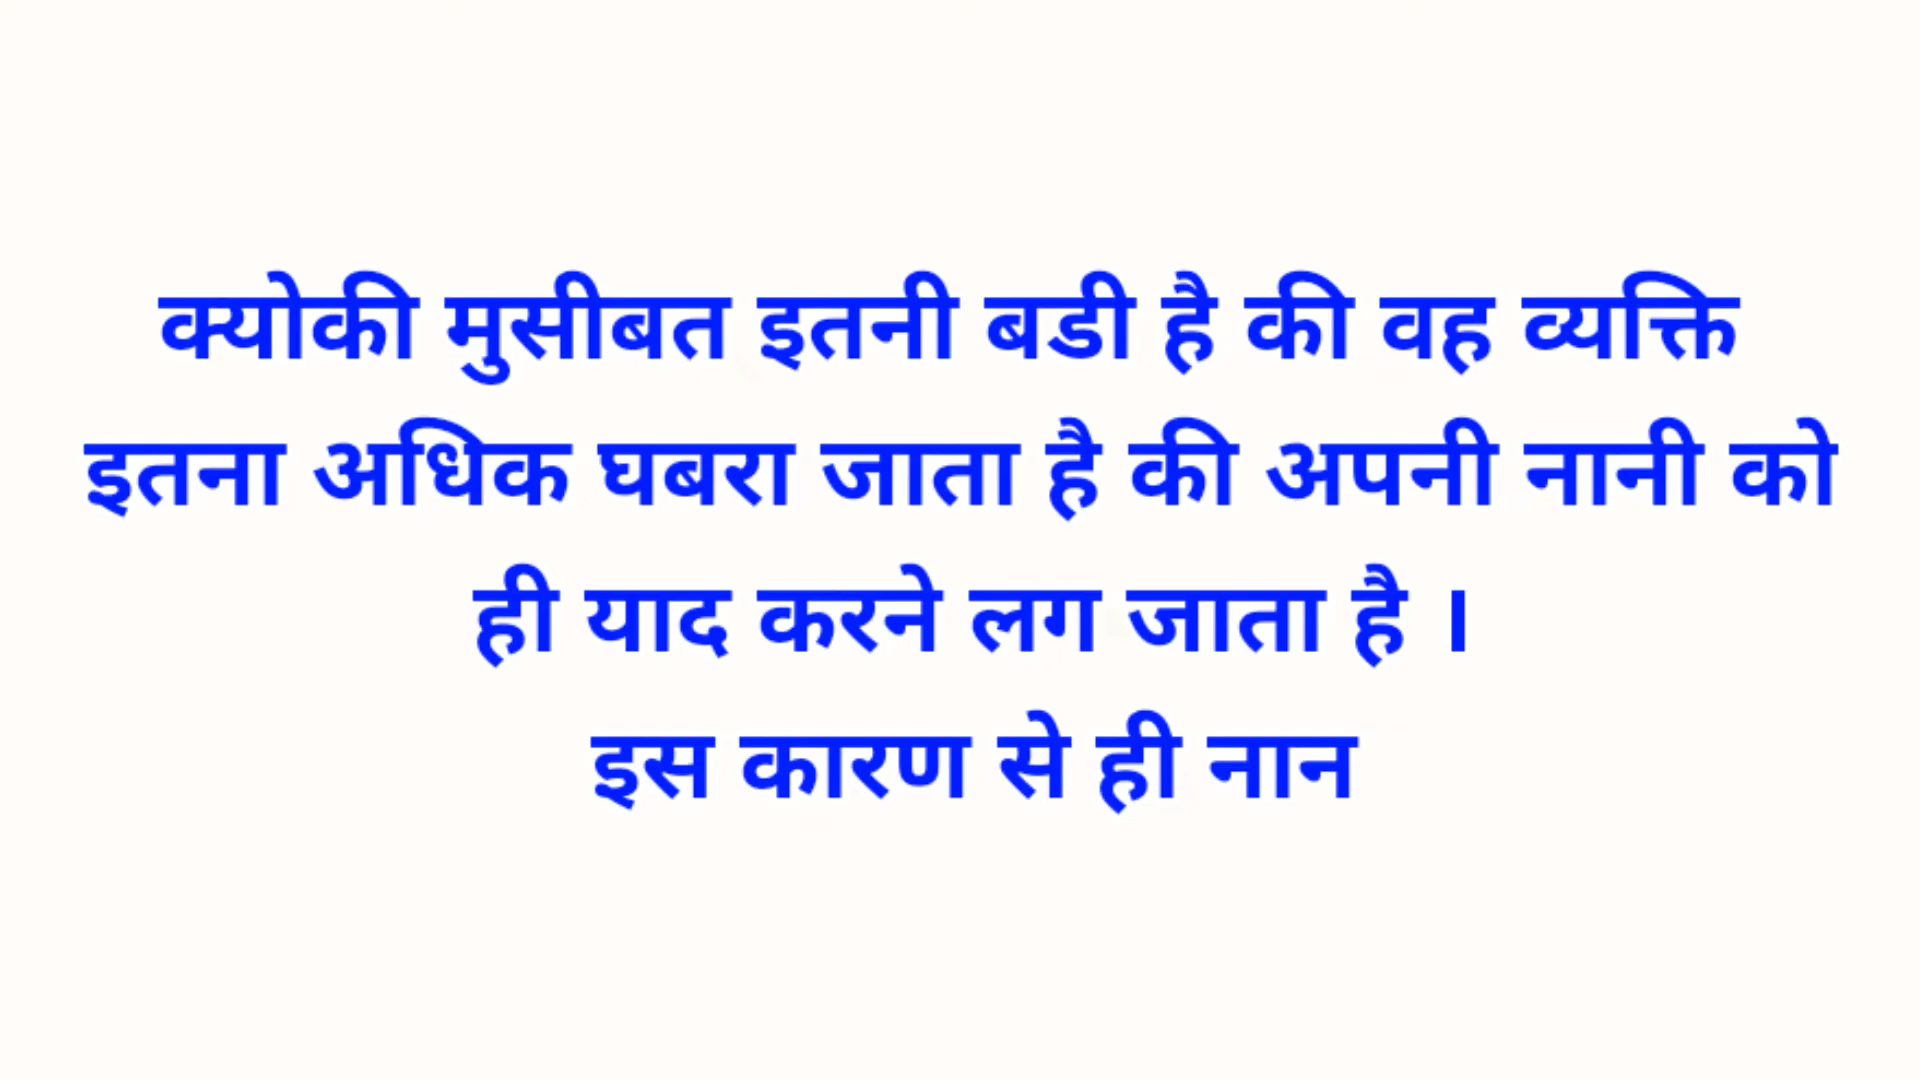 क्योकी मुसीबत इतनी बडी है की वह व्यक्ति
इतना अधिक घबरा जाता है की अपनी नानी को
ही याद करने लग जाता है ।
इस कारण से ही नान